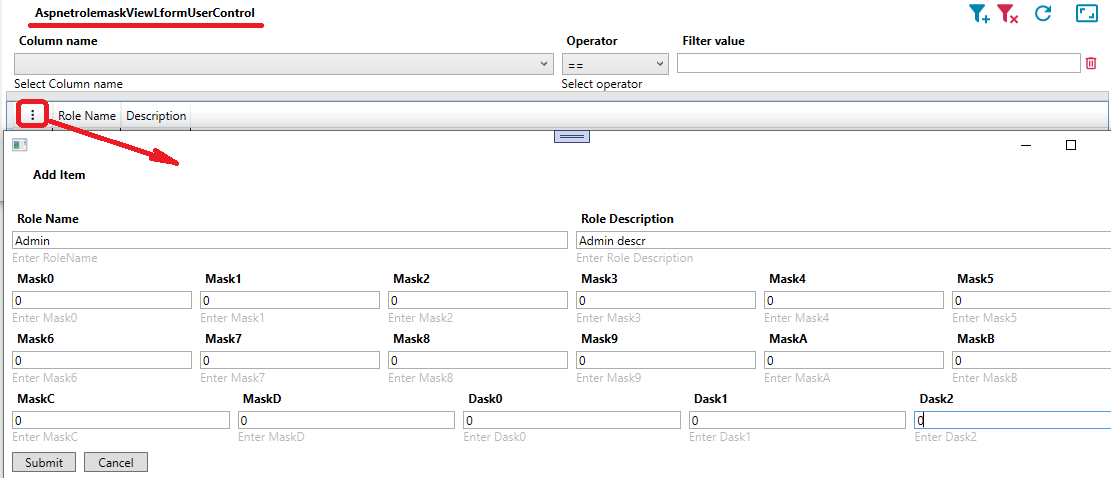 AspnetrolemaskViewLformUserControl
Column name Operator Filter value
==
Select Column name Select operator
Role Name Description
Add Item
Role Name Role Description
Admin Admin descr
Enter RoleName Enter Role Description
Mask0 Mask1 Mask2 Mask3 Mask4 Mask5
0 0 0 0 0 0
Enter Mask0 Enter Mask1 Enter Mask2 Enter Mask3 Enter Mask4 Enter Mask5
Mask6 Mask7 Mask8 Mask9 MaskA MaskB
0 0 0 0 0 0
Enter Mask6 Enter Mask7 Enter Mask8 Enter Mask9 Enter MaskA Enter MaskB
MaskC MaskD Dask0 Dask1 Dask2
0 0 0 0 0
Enter MaskC Enter MaskD Enter Dask0 Enter Dask1 Enter Dask2
Submit Cancel